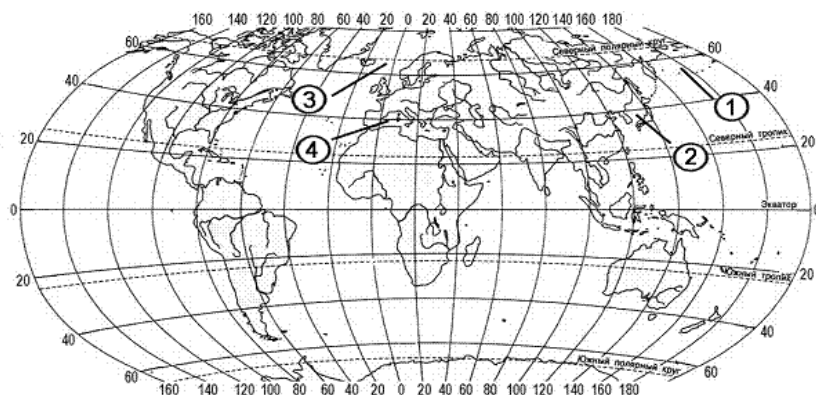 160 140 120 100 80 60 40 20 0 20 40 60 80 100 120 140 160 180
60 Северный полярный круг 60
40 40
3 1
4 2
Северный тропик
20 20
0 Экватор 0
20 Южный тропик 20
40 40
60 Южный полярный круг 60
160 140 120 100 80 60 40 20 0 20 40 60 80 100 120 140 160 180